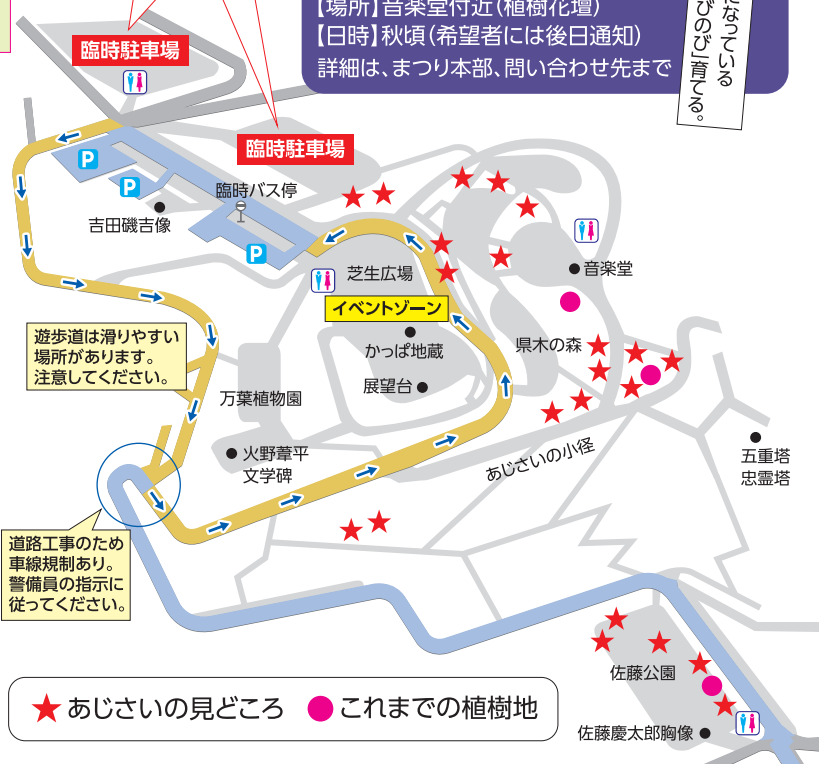 【場所】音楽堂付近（植樹花壇）
【日時】秋頃（希望者には後日通知）
詳細は、まつり本部、問い合わせ先まで
になっている
びのび」育てる。
臨時駐車場
臨時駐車場
P
P
臨時バス停
吉田磯吉像
P
芝生広場
音楽堂
イベントゾーン
遊歩道は滑りやすい
場所があります。
注意してください。
かっぱ地蔵
県木の森
展望台
万葉植物園
火野葦平
文学碑
あじさいの小径
五重塔
忠霊塔
道路工事のため
車線規制あり。
警備員の指示に
従ってください。
佐藤公園
佐藤慶太郎胸像
★あじさいの見どころ ●これまでの植樹地